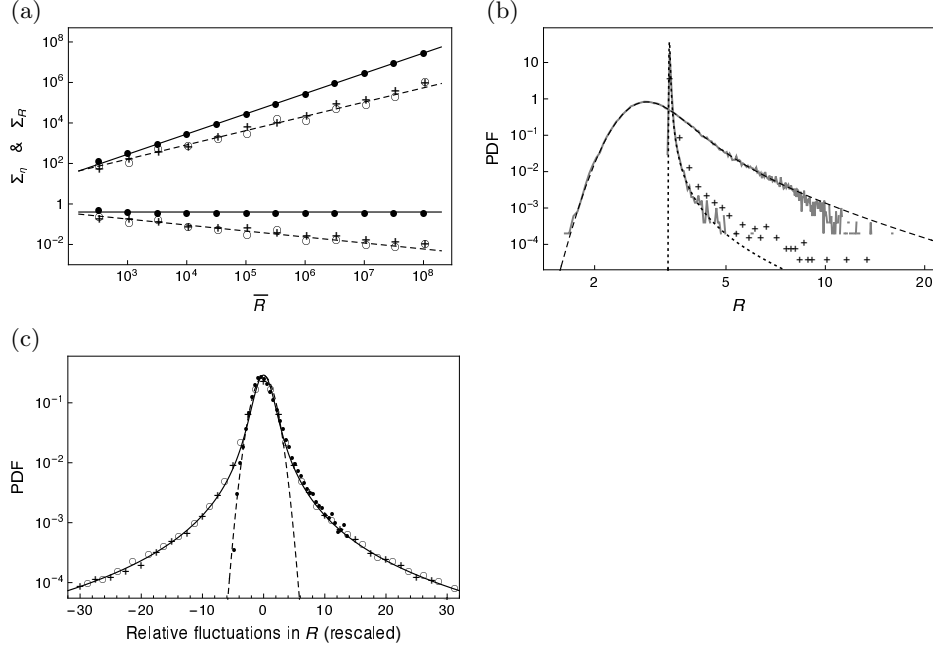 (a)
10^8
10^6
10^4
10^2
1
10^-2
Σ_η & Σ_R
10^3 10^4 10^5 10^6 10^7 10^8
R̅
(b)
10
1
10^-1
10^-2
10^-3
10^-4
PDF
2 5 10 20
R
(c)
10^-1
10^-2
10^-3
10^-4
PDF
−30 −20 −10 0 10 20 30
Relative fluctuations in R (rescaled)